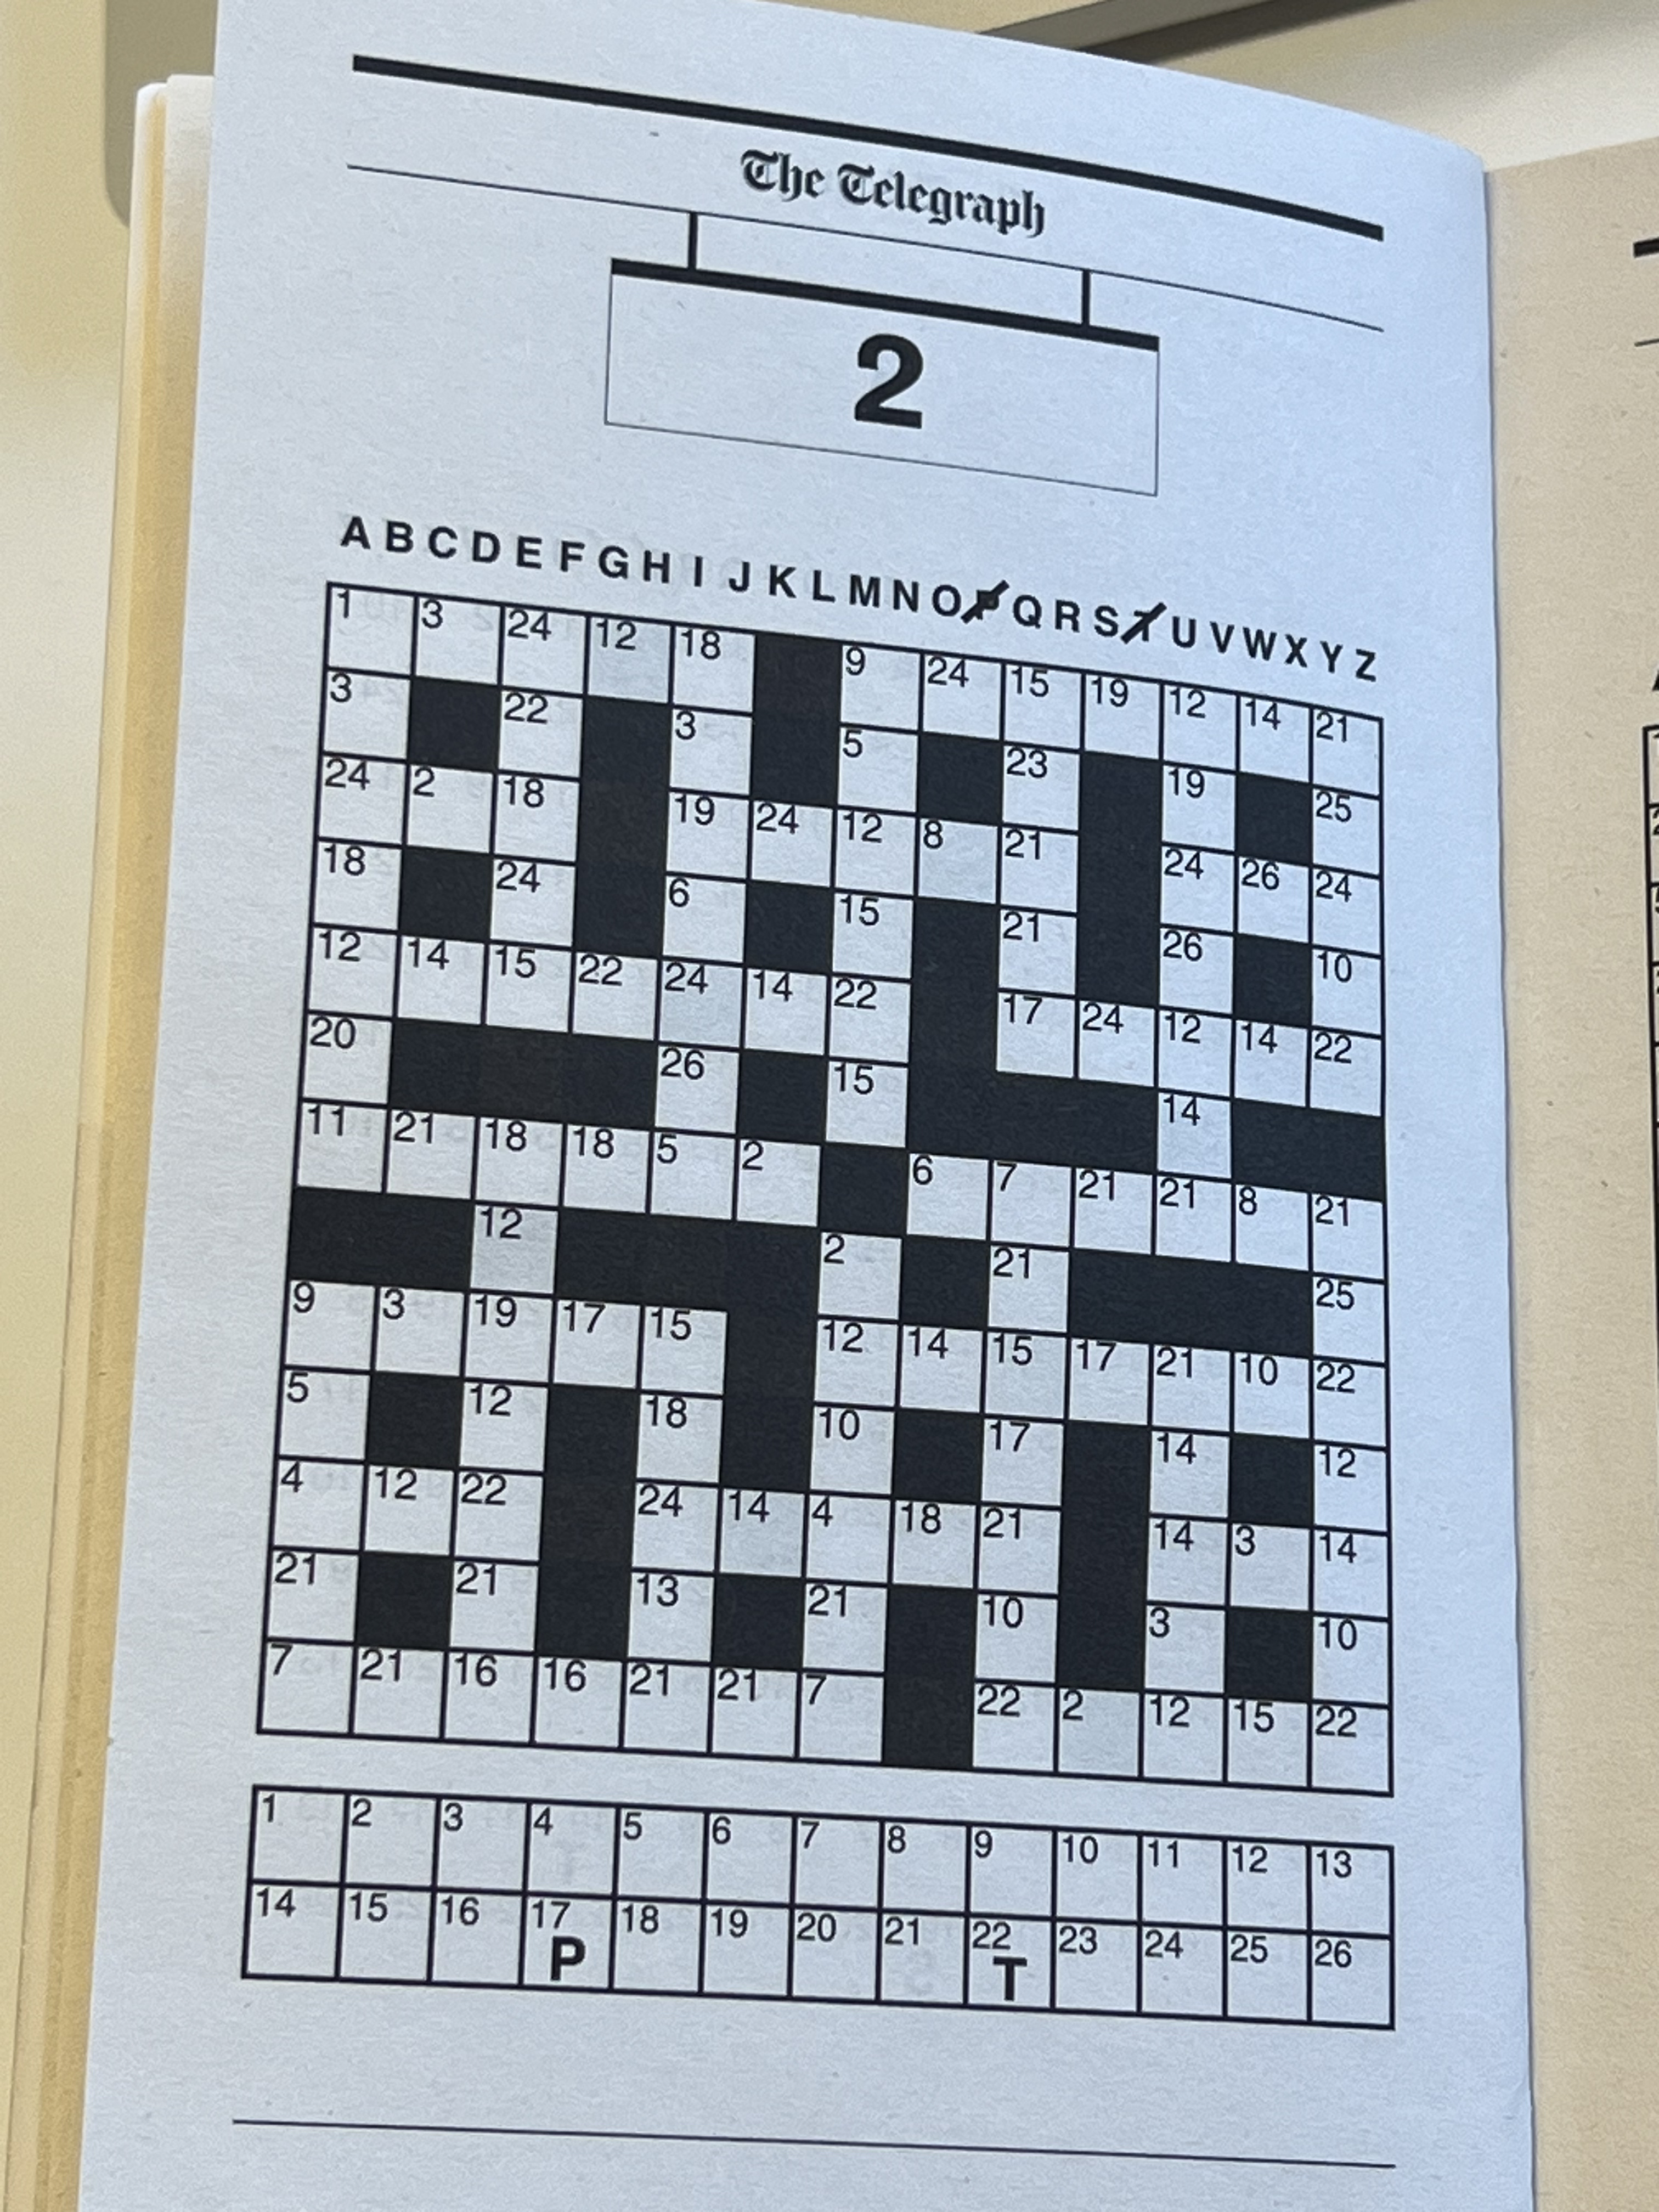 The Telegraph
2
A B C D E F G H I J K L M N O P Q R S T U V W X Y Z
1 3 24 12 18 9 24 15 19 12 14 21
3 22 3 5 23 19 25
24 2 18 19 24 12 8 21 24 26 24
18 24 6 15 21 26 10
12 14 15 22 24 14 22 17 24 12 14 22
20 26 15 14
11 21 18 18 5 2 6 7 21 21 8 21
12 2 21 25
9 3 19 17 15 12 14 15 17 21 10 22
5 12 18 10 17 14 12
4 12 22 24 14 4 18 21 14 3 14
21 21 13 21 10 3 10
7 21 16 16 21 21 7 22 2 12 15 22
1 2 3 4 5 6 7 8 9 10 11 12 13
14 15 16 17 18 19 20 21 22 23 24 25 26
P T